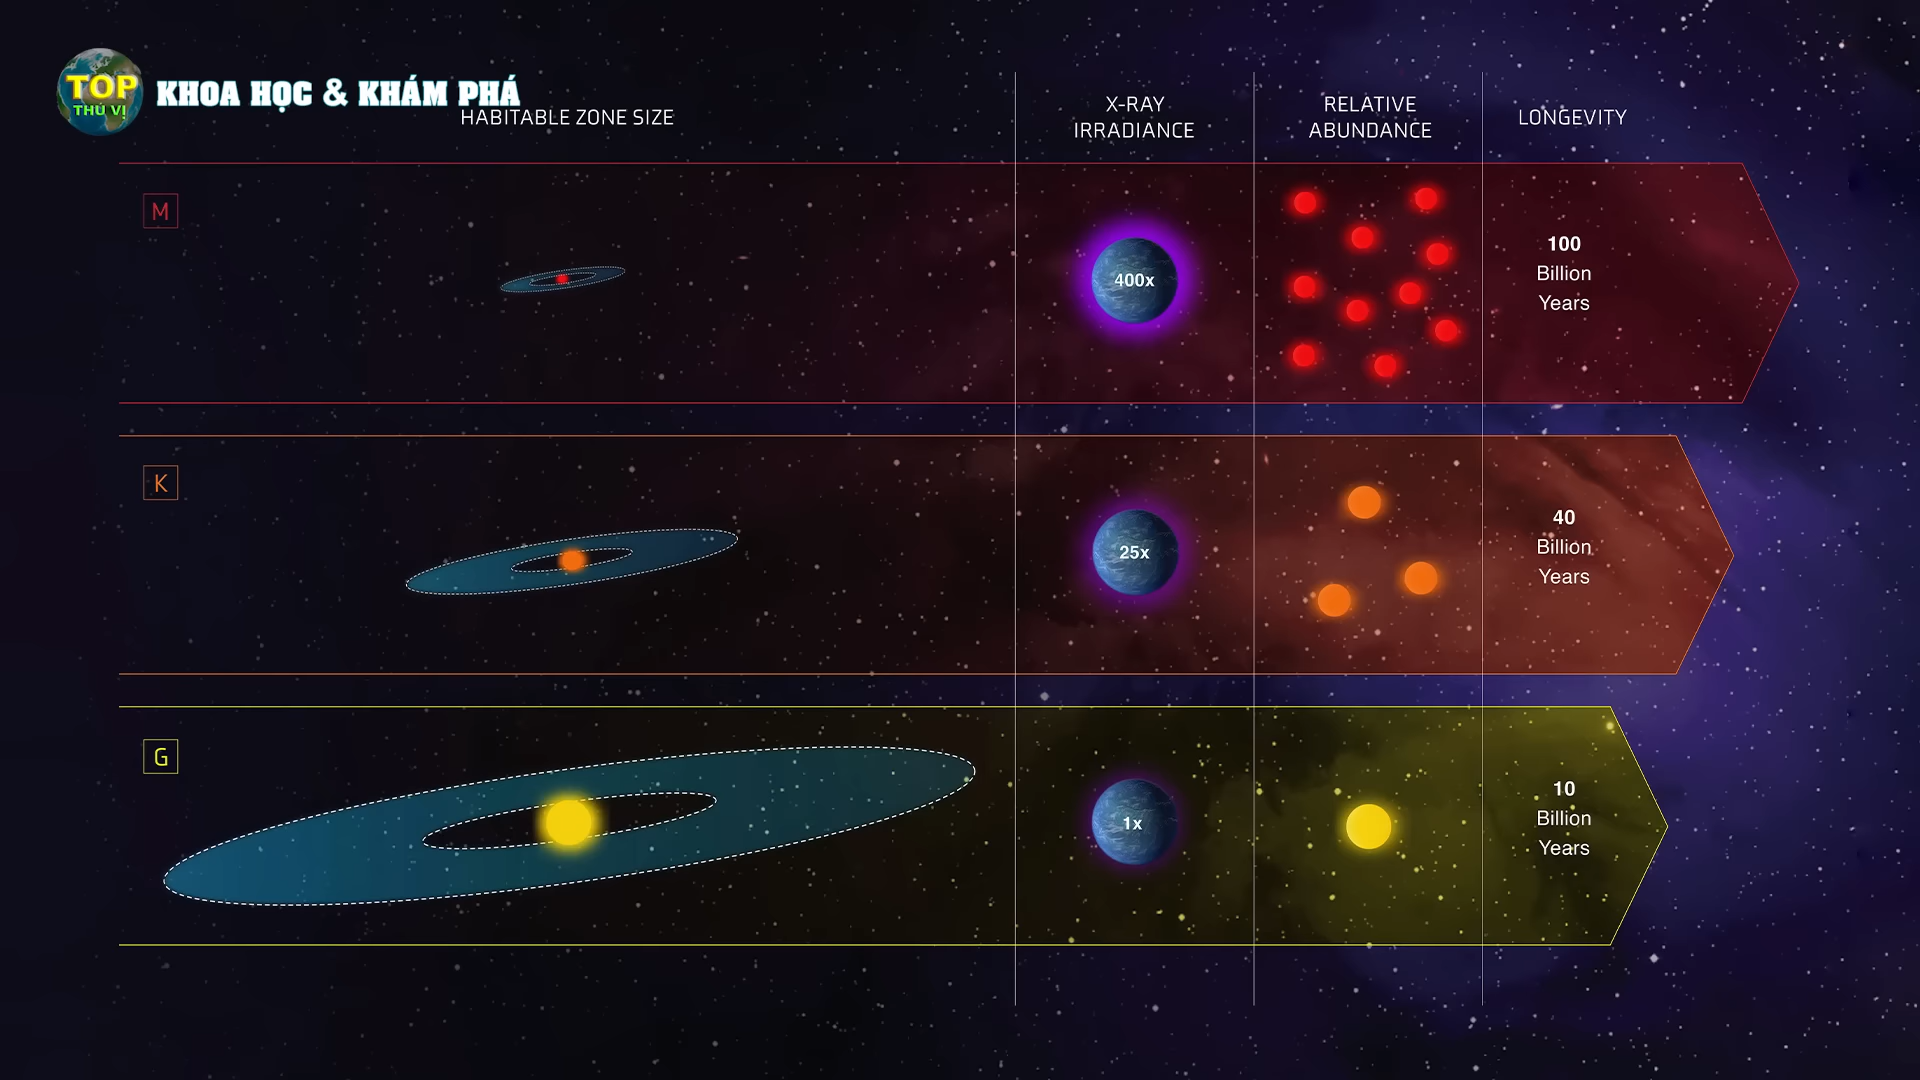 TOP
THÚ VỊ
KHOA HỌC & KHÁM PHÁ
HABITABLE ZONE SIZE
X-RAY
IRRADIANCE
RELATIVE
ABUNDANCE
LONGEVITY
M
400x
100
Billion
Years
K
25x
40
Billion
Years
G
1x
10
Billion
Years